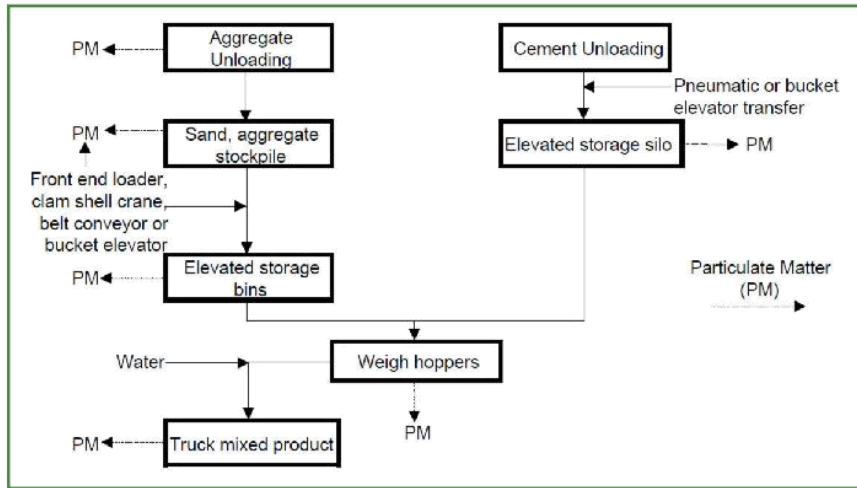 PM
Aggregate
Unloading
Cement Unloading
Pneumatic or bucket
elevator transfer
PM
Sand, aggregate
stockpile
Elevated storage silo
PM
Front end loader,
clam shell crane,
belt conveyor or
bucket elevator
PM
Elevated storage
bins
Particulate Matter
(PM)
Water
Weigh hoppers
PM
PM
Truck mixed product